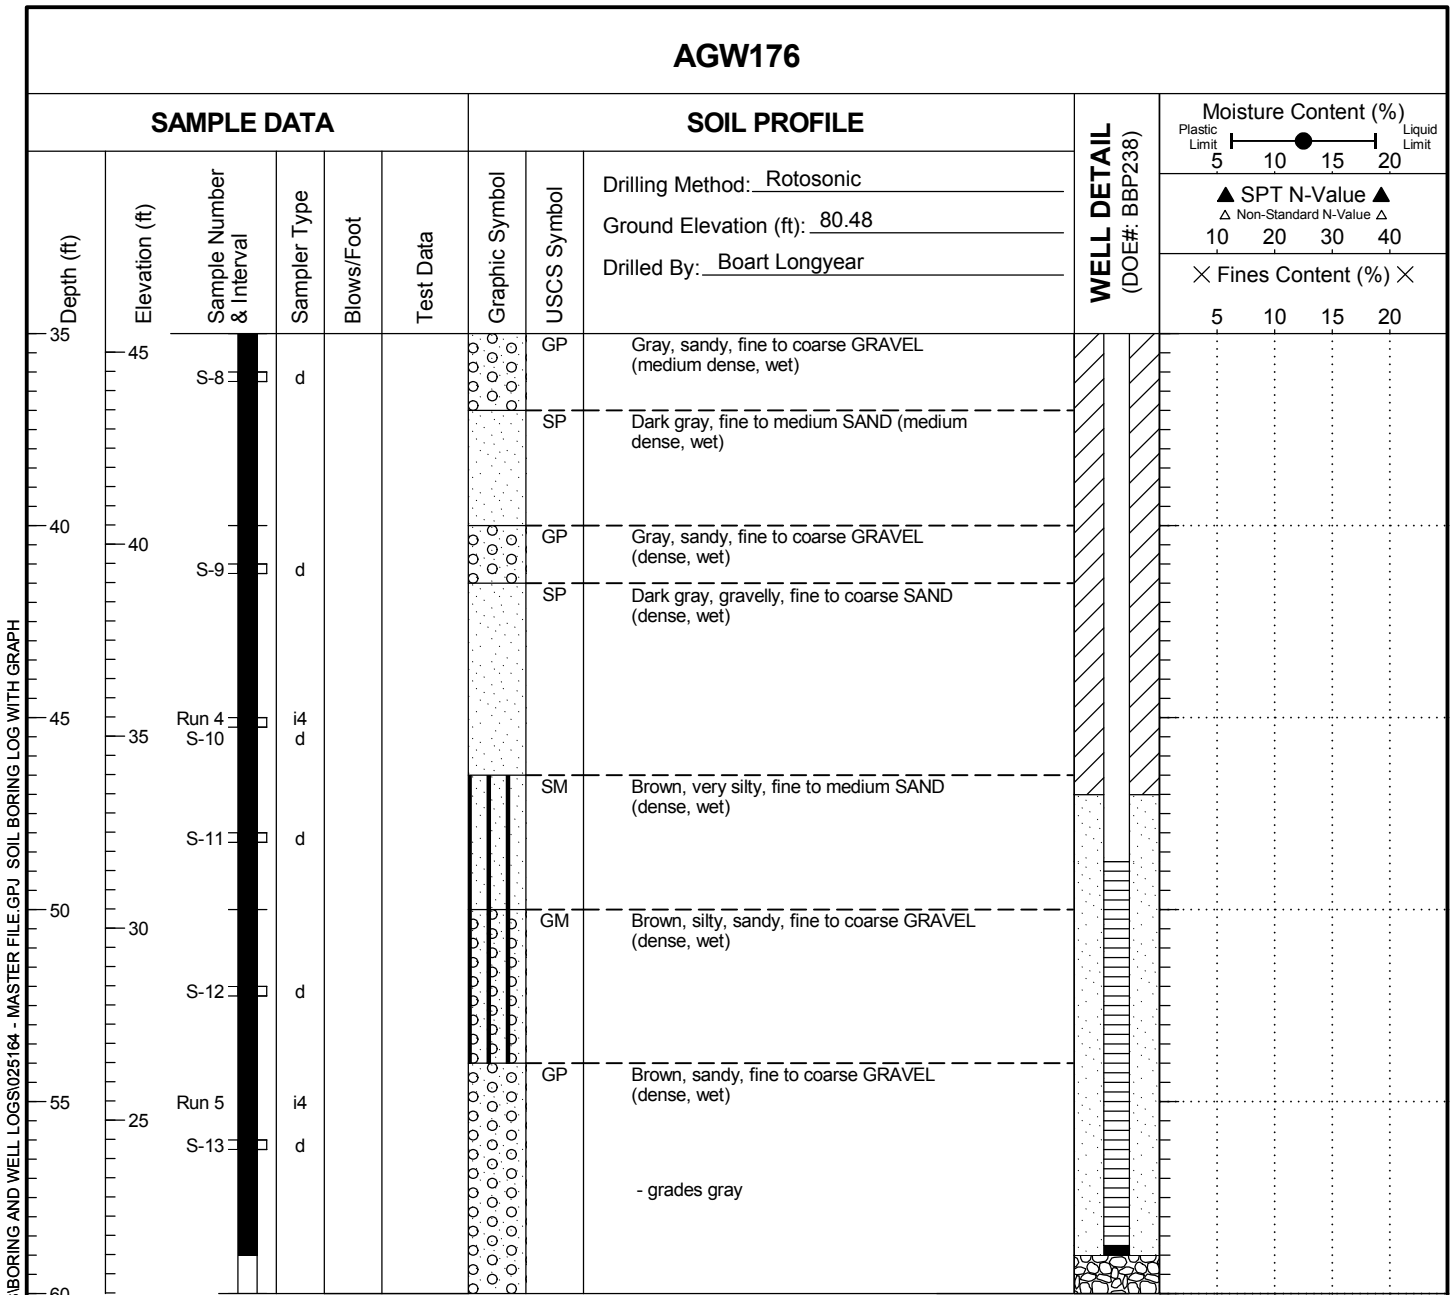 AGW176
SAMPLE DATA
SOIL PROFILE
WELL DETAIL
(DOE#: BBP238)
Moisture Content (%)
Plastic Limit
Liquid Limit
5 10 15 20
▲ SPT N-Value ▲
△ Non-Standard N-Value △
10 20 30 40
× Fines Content (%) ×
5 10 15 20
Depth (ft)
Elevation (ft)
Sample Number & Interval
Sampler Type
Blows/Foot
Test Data
Graphic Symbol
USCS Symbol
Drilling Method: Rotosonic
Ground Elevation (ft): 80.48
Drilled By: Boart Longyear
35
45
S-8 d
GP Gray, sandy, fine to coarse GRAVEL
(medium dense, wet)
SP Dark gray, fine to medium SAND (medium
dense, wet)
40
40
S-9 d
GP Gray, sandy, fine to coarse GRAVEL
(dense, wet)
SP Dark gray, gravelly, fine to coarse SAND
(dense, wet)
45
35
Run 4 i4
S-10 d
SM Brown, very silty, fine to medium SAND
(dense, wet)
S-11 d
50
30
GM Brown, silty, sandy, fine to coarse GRAVEL
(dense, wet)
S-12 d
GP Brown, sandy, fine to coarse GRAVEL
(dense, wet)
55
25
Run 5 i4
S-13 d
- grades gray
60
\BORING AND WELL LOGS\025164 - MASTER FILE.GPJ SOIL BORING LOG WITH GRAPH